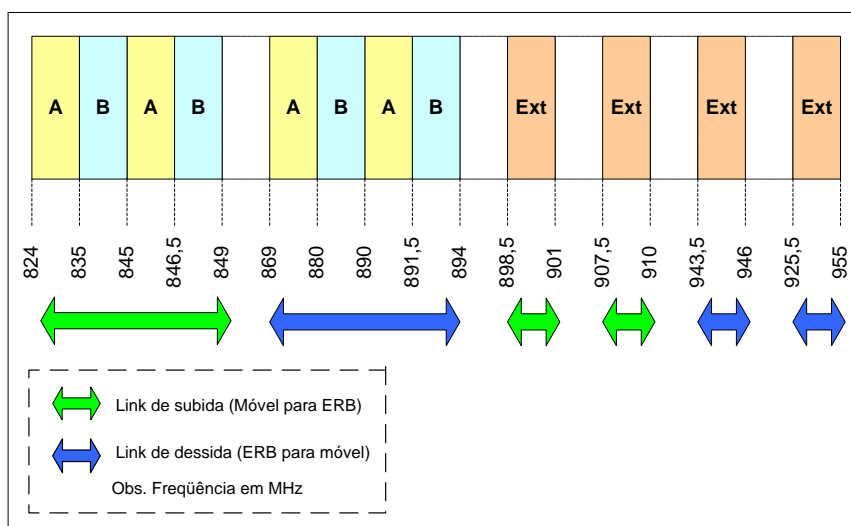 A B A B A B A B Ext Ext Ext Ext
824 835 845 846,5 849 869 880 890 891,5 894 898,5 901 907,5 910 943,5 946 925,5 955
Link de subida (Móvel para ERB)
Link de dessida (ERB para móvel)
Obs. Freqüência em MHz